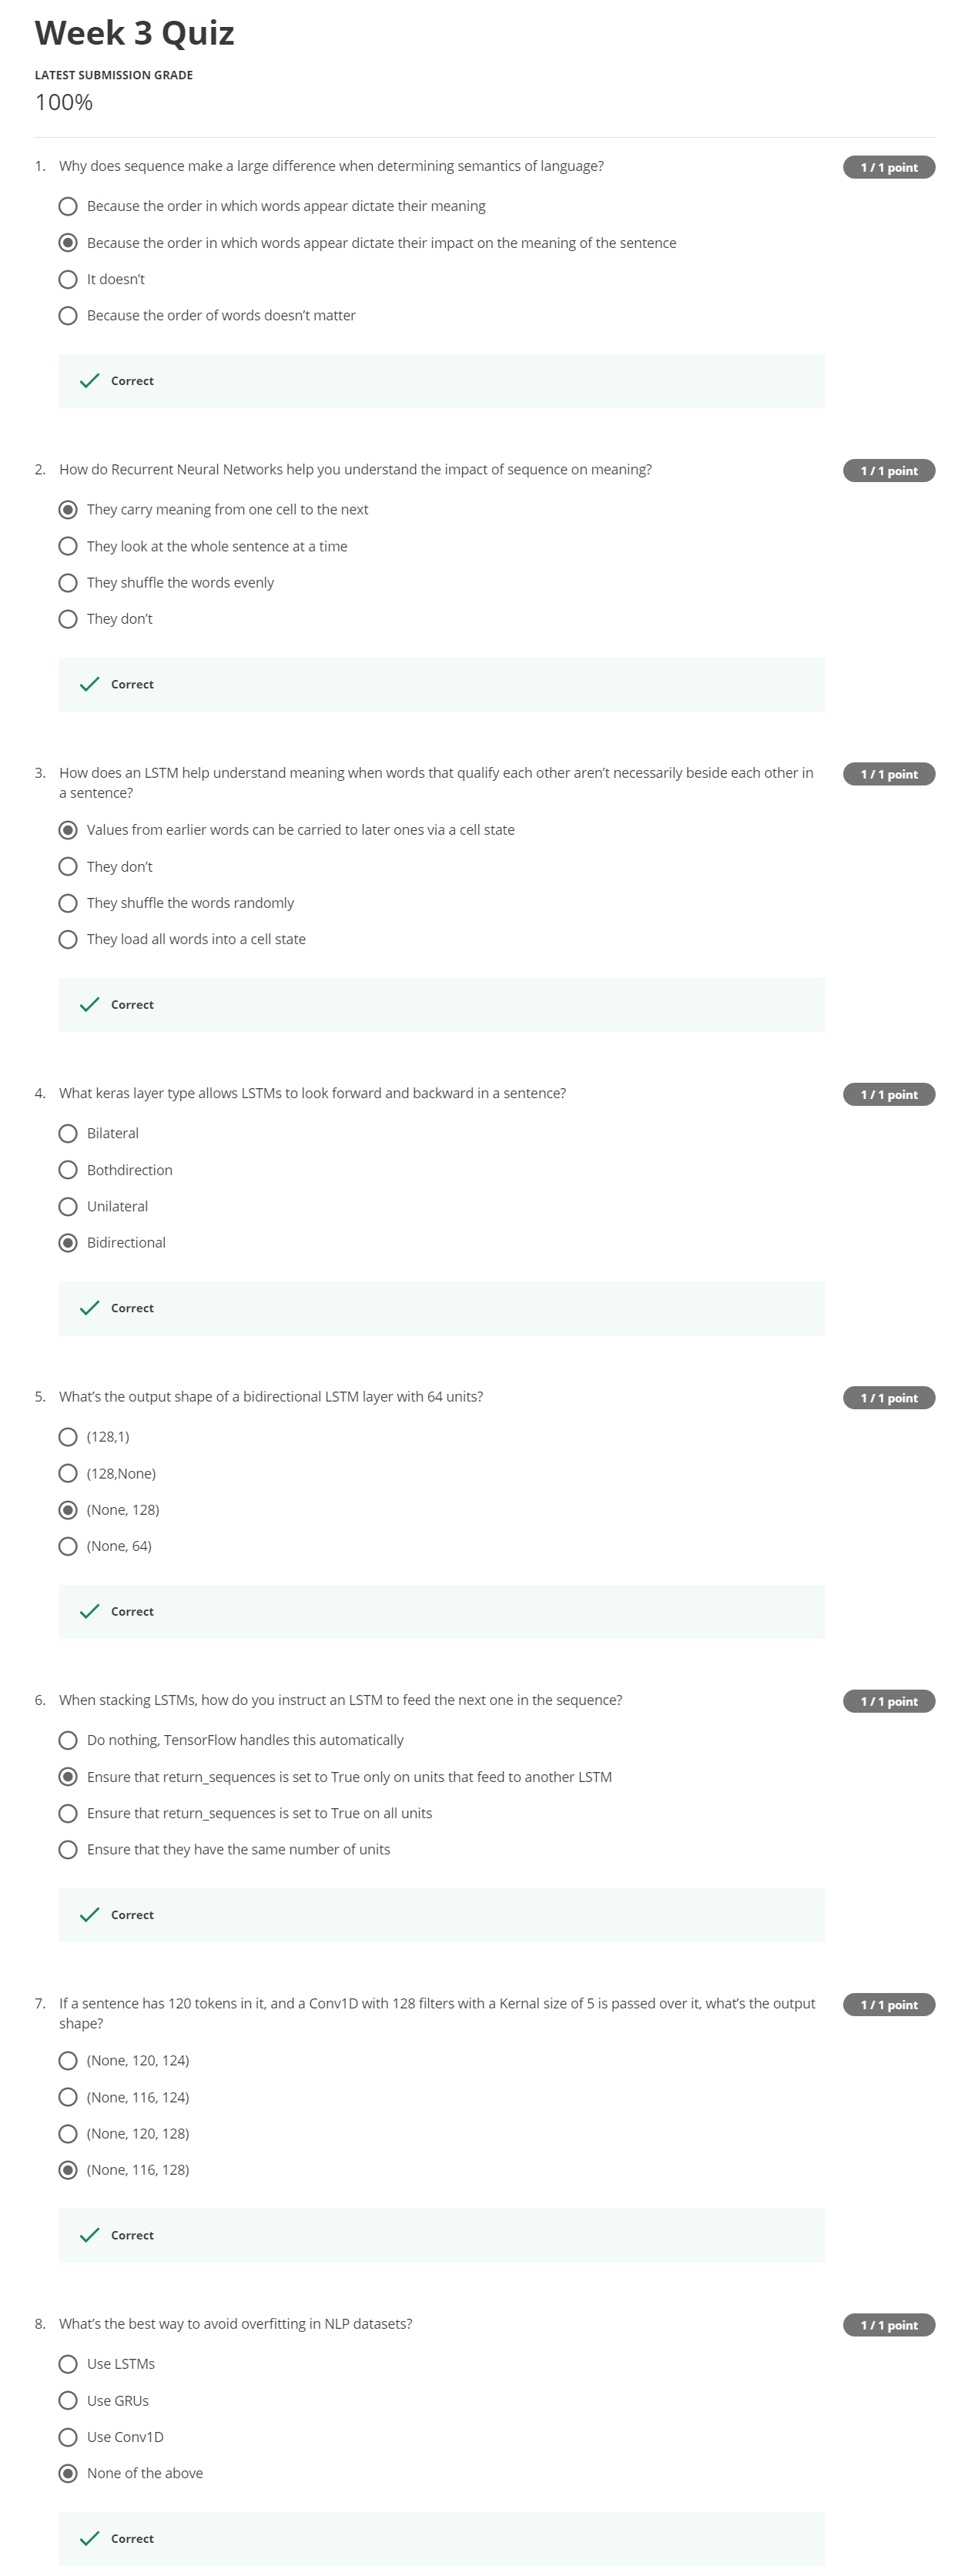 Week 3 Quiz
LATEST SUBMISSION GRADE
100%
1. Why does sequence make a large difference when determining semantics of language?
1 / 1 point
Because the order in which words appear dictate their meaning
Because the order in which words appear dictate their impact on the meaning of the sentence
It doesn’t
Because the order of words doesn’t matter
Correct
2. How do Recurrent Neural Networks help you understand the impact of sequence on meaning?
1 / 1 point
They carry meaning from one cell to the next
They look at the whole sentence at a time
They shuffle the words evenly
They don’t
Correct
3. How does an LSTM help understand meaning when words that qualify each other aren’t necessarily beside each other in
a sentence?
1 / 1 point
Values from earlier words can be carried to later ones via a cell state
They don’t
They shuffle the words randomly
They load all words into a cell state
Correct
4. What keras layer type allows LSTMs to look forward and backward in a sentence?
1 / 1 point
Bilateral
Bothdirection
Unilateral
Bidirectional
Correct
5. What’s the output shape of a bidirectional LSTM layer with 64 units?
1 / 1 point
(128,1)
(128,None)
(None, 128)
(None, 64)
Correct
6. When stacking LSTMs, how do you instruct an LSTM to feed the next one in the sequence?
1 / 1 point
Do nothing, TensorFlow handles this automatically
Ensure that return_sequences is set to True only on units that feed to another LSTM
Ensure that return_sequences is set to True on all units
Ensure that they have the same number of units
Correct
7. If a sentence has 120 tokens in it, and a Conv1D with 128 filters with a Kernal size of 5 is passed over it, what’s the output
shape?
1 / 1 point
(None, 120, 124)
(None, 116, 124)
(None, 120, 128)
(None, 116, 128)
Correct
8. What’s the best way to avoid overfitting in NLP datasets?
1 / 1 point
Use LSTMs
Use GRUs
Use Conv1D
None of the above
Correct